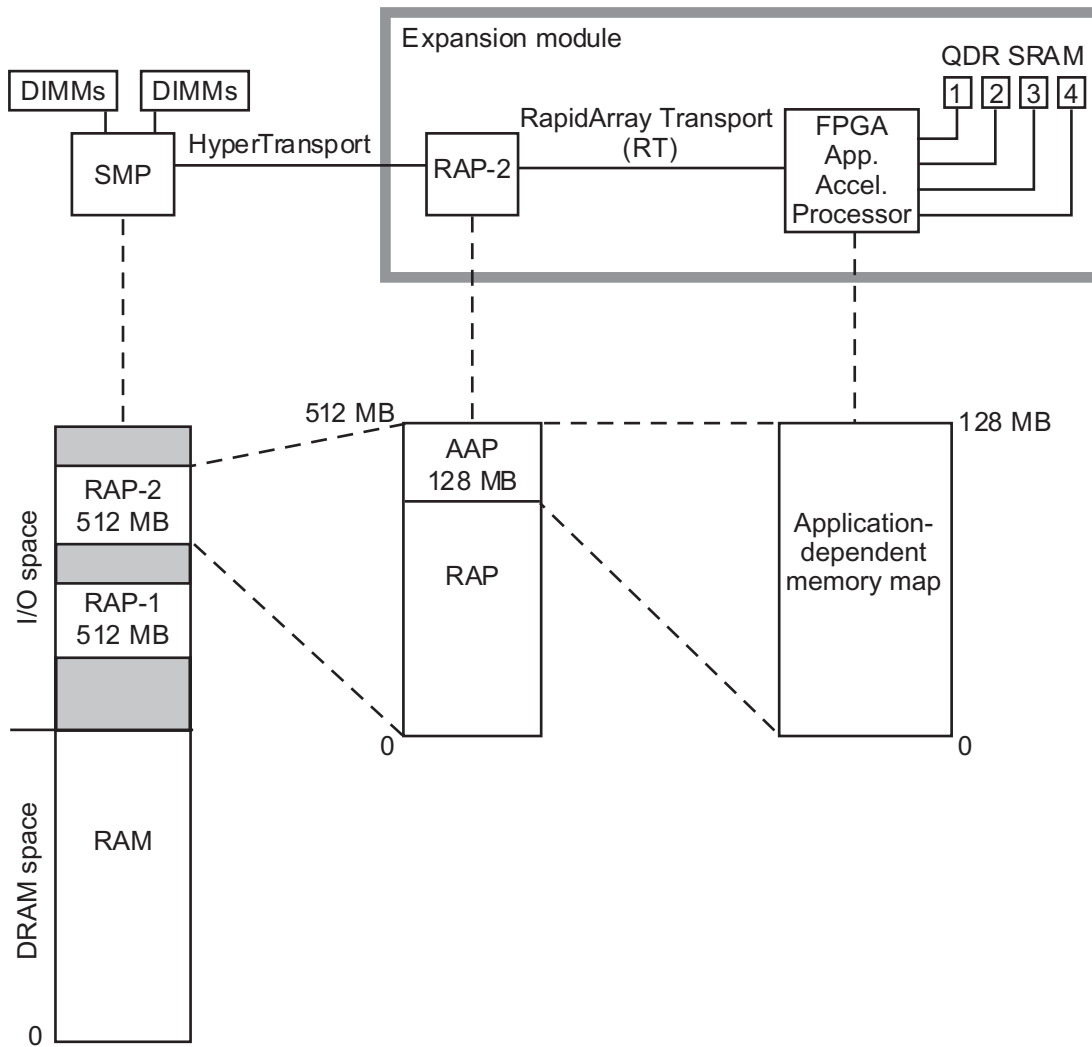 Expansion module
QDR SRAM
DIMMs
DIMMs
1
2
3
4
HyperTransport
RapidArray Transport
(RT)
SMP
RAP-2
FPGA
App.
Accel.
Processor
512 MB
128 MB
AAP
128 MB
RAP-2
512 MB
RAP
Application-
dependent
memory map
I/O space
RAP-1
512 MB
0
0
RAM
DRAM space
0